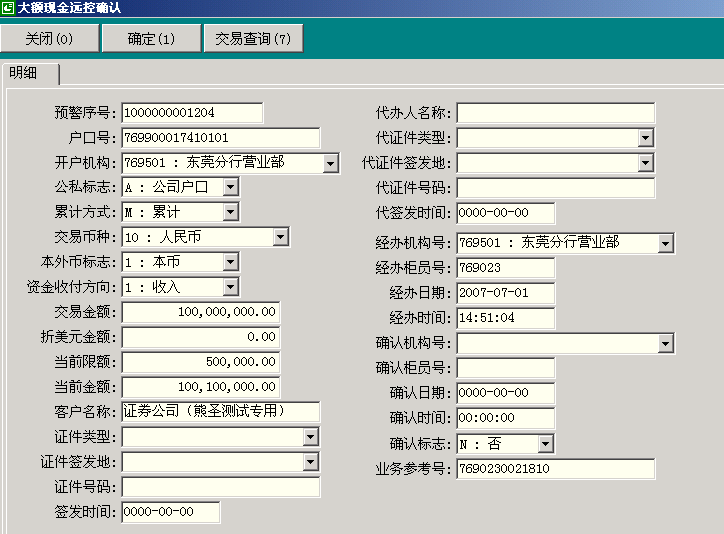 大额现金远控确认
关闭(0) 确定(1) 交易查询(7)
明细
预警序号: 1000000001204
户口号: 769900017410101
开户机构: 769501 : 东莞分行营业部
公私标志: A : 公司户口
累计方式: M : 累计
交易币种: 10 : 人民币
本外币标志: 1 : 本币
资金收付方向: 1 : 收入
交易金额: 100,000,000.00
折美元金额: 0.00
当前限额: 500,000.00
当前金额: 100,100,000.00
客户名称: 证券公司（熊圣测试专用）
证件类型:
证件签发地:
证件号码:
签发时间: 0000-00-00
代办人名称:
代证件类型:
代证件签发地:
代证件号码:
代签发时间: 0000-00-00
经办机构号: 769501 : 东莞分行营业部
经办柜员号: 769023
经办日期: 2007-07-01
经办时间: 14:51:04
确认机构号:
确认柜员号:
确认日期: 0000-00-00
确认时间: 00:00:00
确认标志: N : 否
业务参考号: 7690230021810